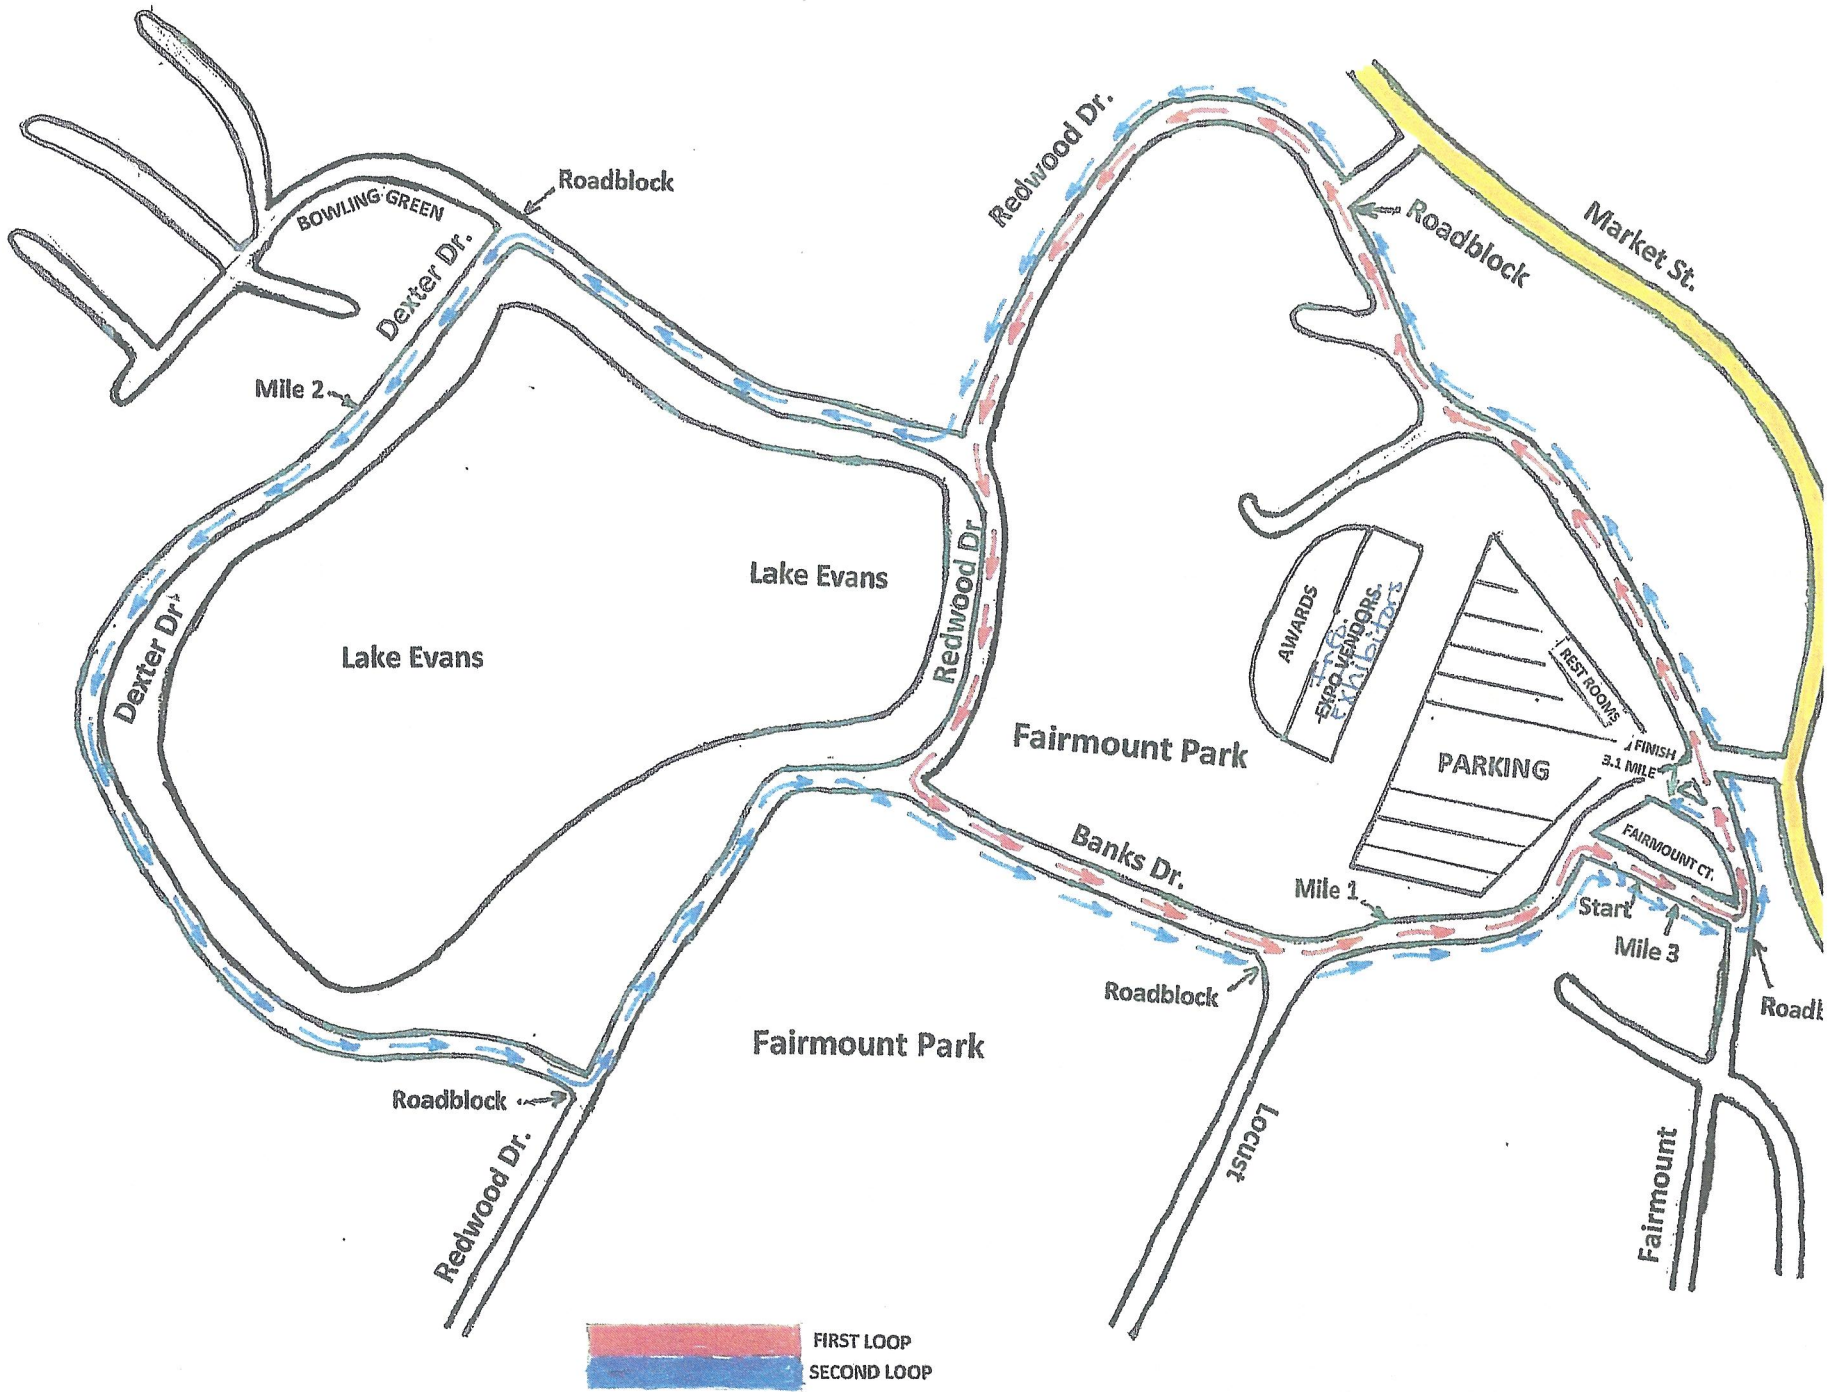 Redwood Dr.
Roadblock
BOWLING GREEN
Roadblock
Market St.
Dexter Dr.
Mile 2
Redwood Dr
Lake Evans
Lake Evans
Dexter Dr
AWARDS
EXPO VENDORS.
Info.
Exhibitors
REST ROOMS
Fairmount Park
PARKING
FINISH
3.1 MILE
FAIRMOUNT CT.
Banks Dr.
Mile 1
Start
Mile 3
Roadblock
Roadb
Fairmount Park
Roadblock
Redwood Dr.
Locust
Fairmount
FIRST LOOP
SECOND LOOP